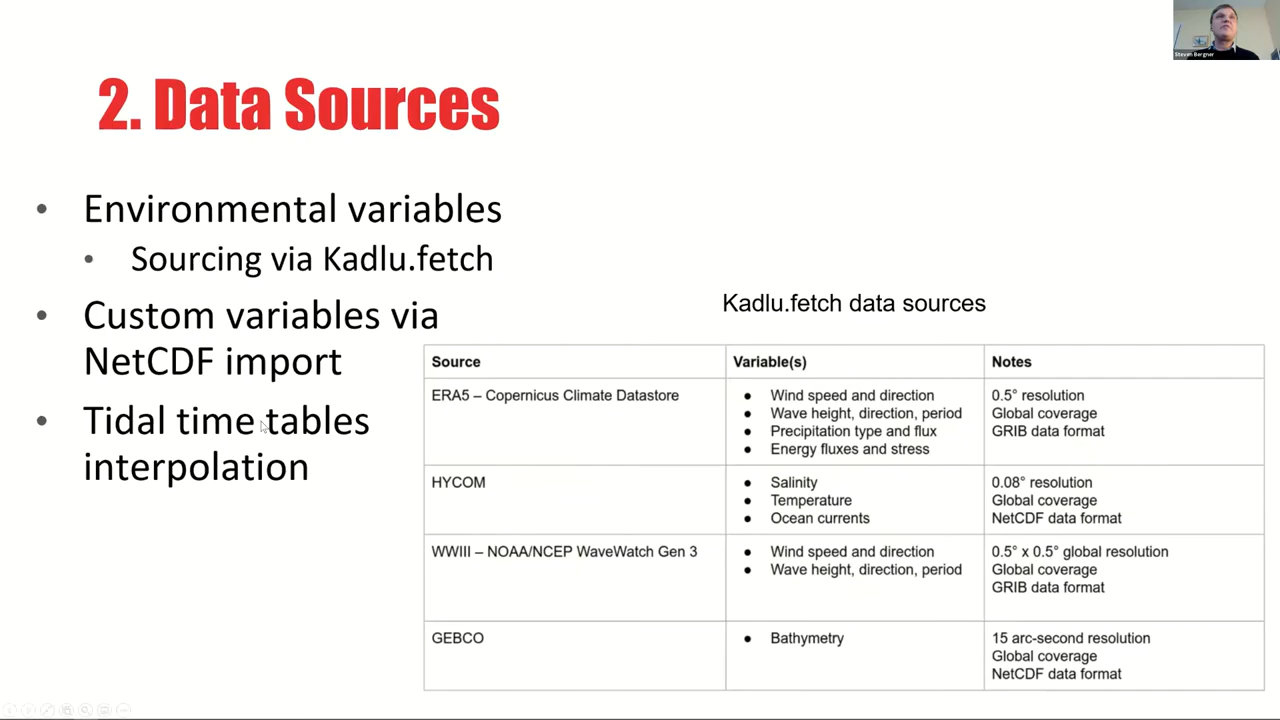 Steven Bergner
2. Data Sources
• Environmental variables
• Sourcing via Kadlu.fetch
• Custom variables via
NetCDF import
• Tidal time tables
interpolation
Kadlu.fetch data sources
Source Variable(s) Notes
ERA5 – Copernicus Climate Datastore
● Wind speed and direction
● Wave height, direction, period
● Precipitation type and flux
● Energy fluxes and stress
0.5° resolution
Global coverage
GRIB data format
HYCOM
● Salinity
● Temperature
● Ocean currents
0.08° resolution
Global coverage
NetCDF data format
WWIII – NOAA/NCEP WaveWatch Gen 3
● Wind speed and direction
● Wave height, direction, period
0.5° x 0.5° global resolution
Global coverage
GRIB data format
GEBCO
● Bathymetry
15 arc-second resolution
Global coverage
NetCDF data format